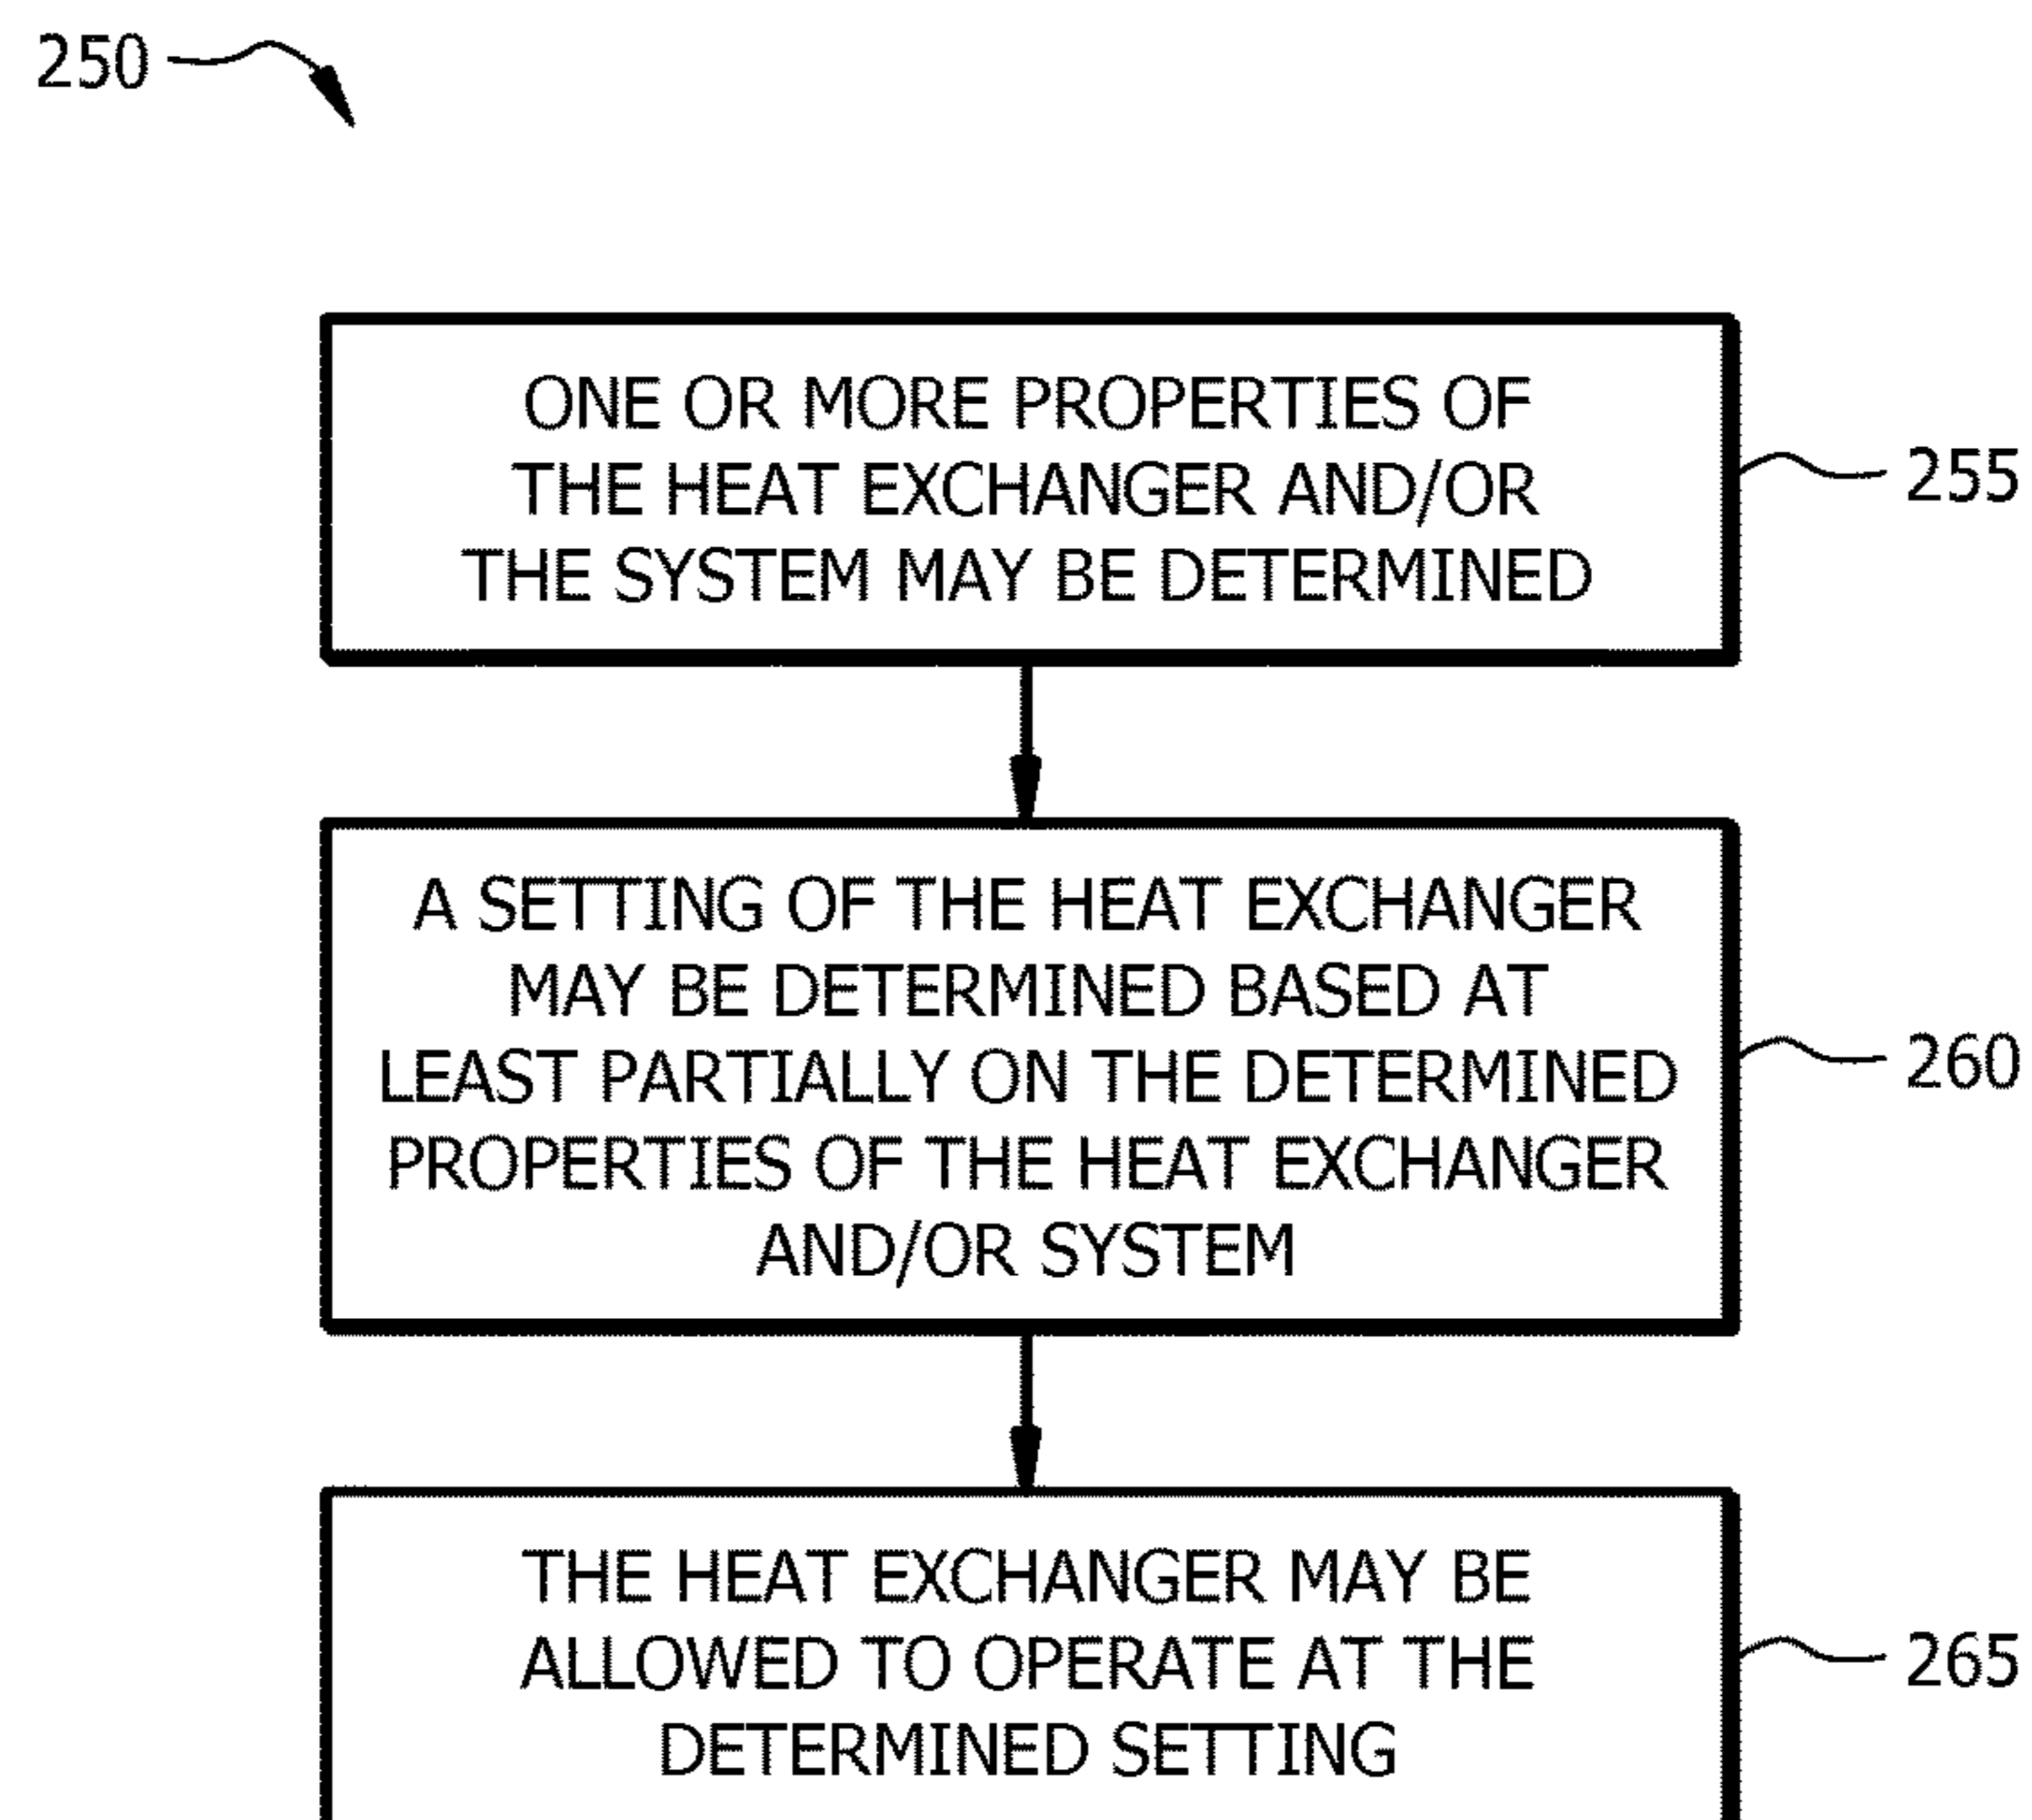 250
ONE OR MORE PROPERTIES OF
THE HEAT EXCHANGER AND/OR
THE SYSTEM MAY BE DETERMINED
255
A SETTING OF THE HEAT EXCHANGER
MAY BE DETERMINED BASED AT
LEAST PARTIALLY ON THE DETERMINED
PROPERTIES OF THE HEAT EXCHANGER
AND/OR SYSTEM
260
THE HEAT EXCHANGER MAY BE
ALLOWED TO OPERATE AT THE
DETERMINED SETTING
265